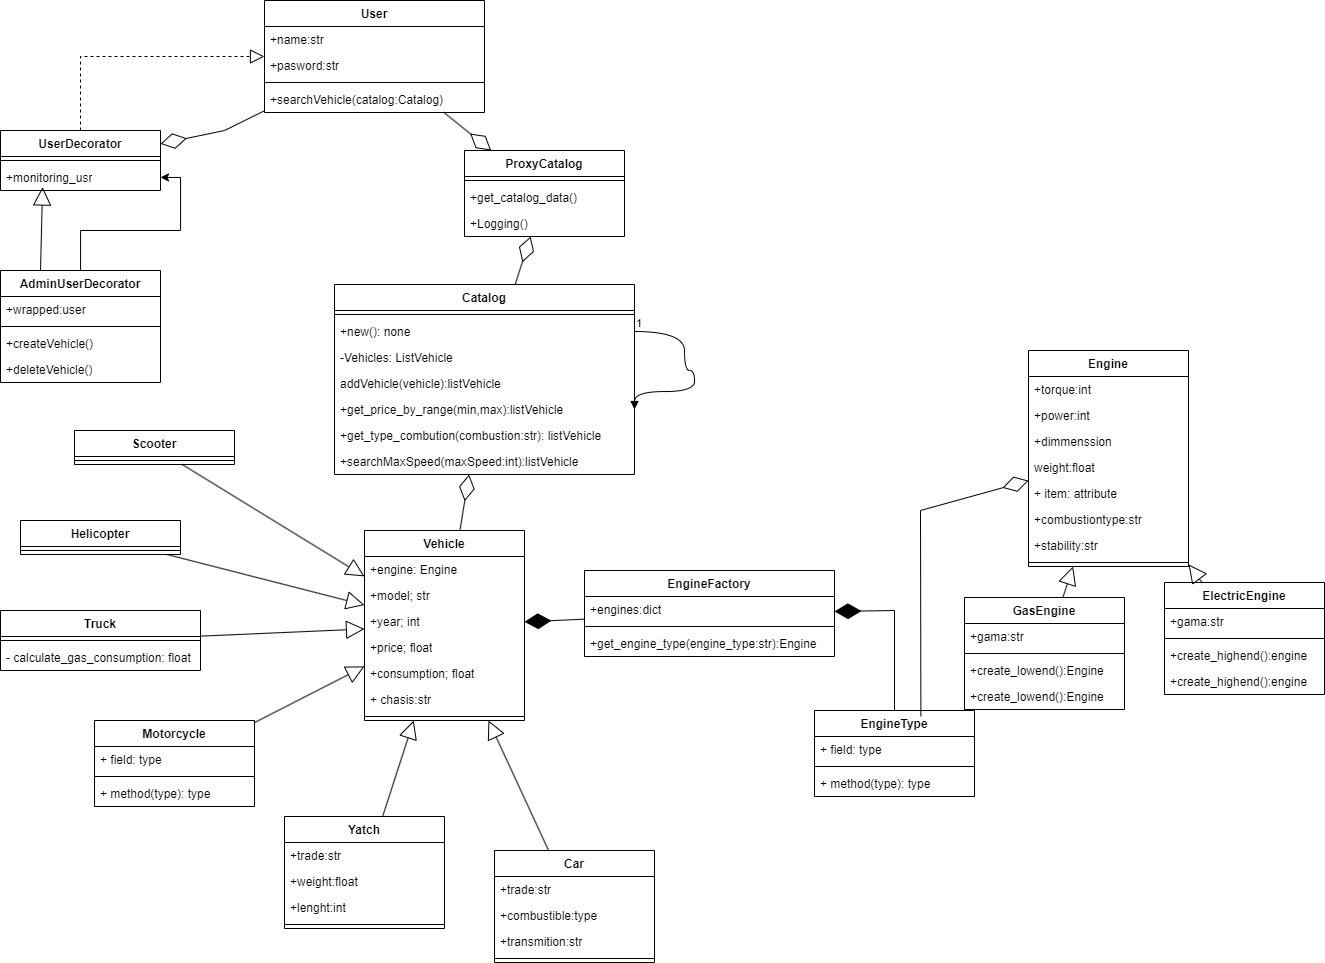 User
+name:str
+pasword:str
+searchVehicle(catalog:Catalog)
UserDecorator
+monitoring_usr
ProxyCatalog
+get_catalog_data()
+Logging()
AdminUserDecorator
+wrapped:user
+createVehicle()
+deleteVehicle()
Catalog
+new(): none
-Vehicles: ListVehicle
addVehicle(vehicle):listVehicle
+get_price_by_range(min,max):listVehicle
+get_type_combution(combustion:str): listVehicle
+searchMaxSpeed(maxSpeed:int):listVehicle
1
Engine
+torque:int
+power:int
+dimmenssion
weight:float
+ item: attribute
+combustiontype:str
+stability:str
Scooter
Helicopter
Truck
- calculate_gas_consumption: float
Vehicle
+engine: Engine
+model; str
+year; int
+price; float
+consumption; float
+ chasis:str
EngineFactory
+engines:dict
+get_engine_type(engine_type:str):Engine
GasEngine
+gama:str
+create_lowend():Engine
+create_lowend():Engine
ElectricEngine
+gama:str
+create_highend():engine
+create_highend():engine
Motorcycle
+ field: type
+ method(type): type
EngineType
+ field: type
+ method(type): type
Yatch
+trade:str
+weight:float
+lenght:int
Car
+trade:str
+combustible:type
+transmition:str